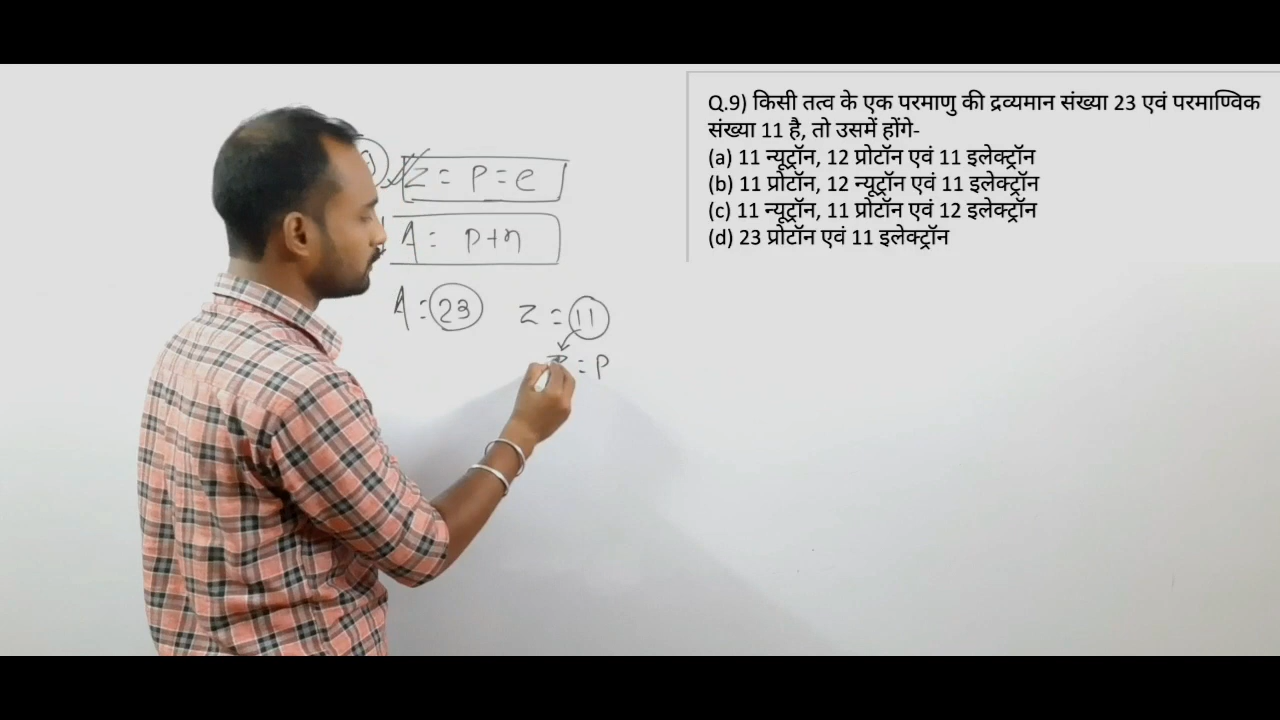 Q.9) किसी तत्व के एक परमाणु की द्रव्यमान संख्या 23 एवं परमाण्विक
संख्या 11 है, तो उसमें होंगे-
(a) 11 न्यूट्रॉन, 12 प्रोटॉन एवं 11 इलेक्ट्रॉन
(b) 11 प्रोटॉन, 12 न्यूट्रॉन एवं 11 इलेक्ट्रॉन
(c) 11 न्यूट्रॉन, 11 प्रोटॉन एवं 12 इलेक्ट्रॉन
(d) 23 प्रोटॉन एवं 11 इलेक्ट्रॉन
Z = P = e
A = p+n
A = 23 Z = 11
= P